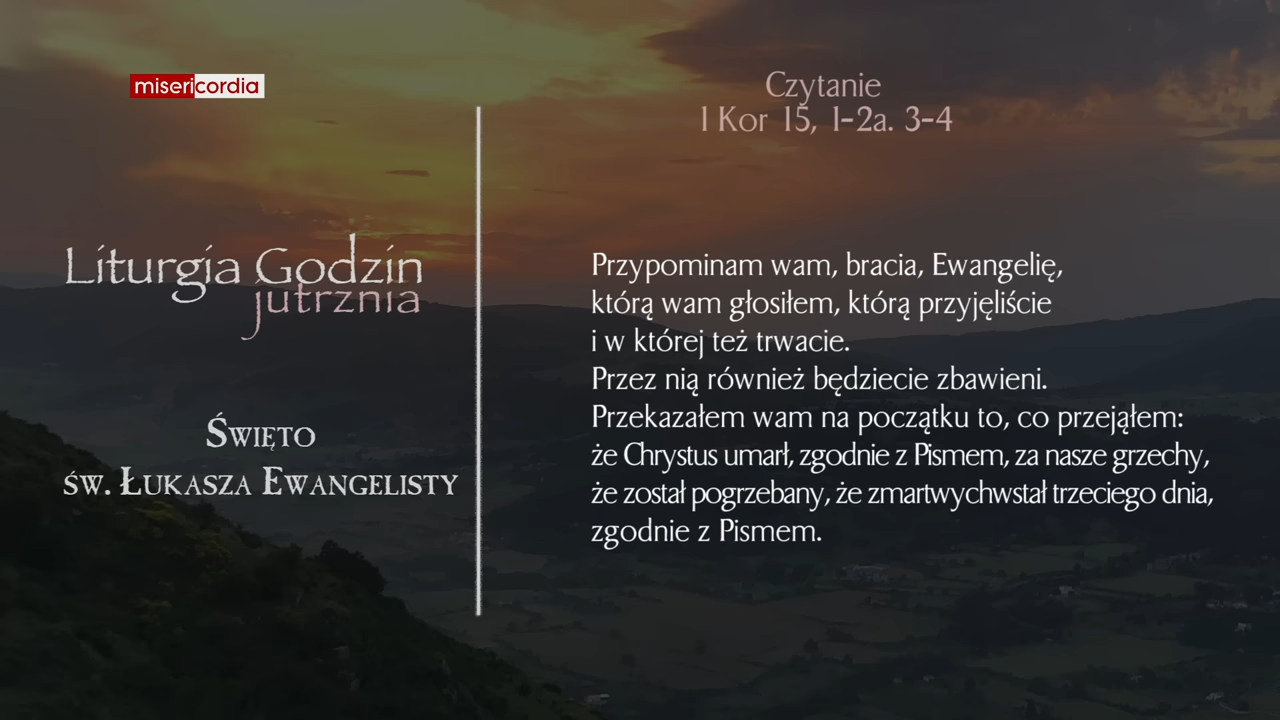 misericordia
Liturgia Godzin
jutrznia
Święto
św. Łukasza Ewangelisty
Czytanie
1 Kor 15, 1-2a. 3-4
Przypominam wam, bracia, Ewangelię,
którą wam głosiłem, którą przyjęliście
i w której też trwacie.
Przez nią również będziecie zbawieni.
Przekazałem wam na początku to, co przejąłem:
że Chrystus umarł, zgodnie z Pismem, za nasze grzechy,
że został pogrzebany, że zmartwychwstał trzeciego dnia,
zgodnie z Pismem.